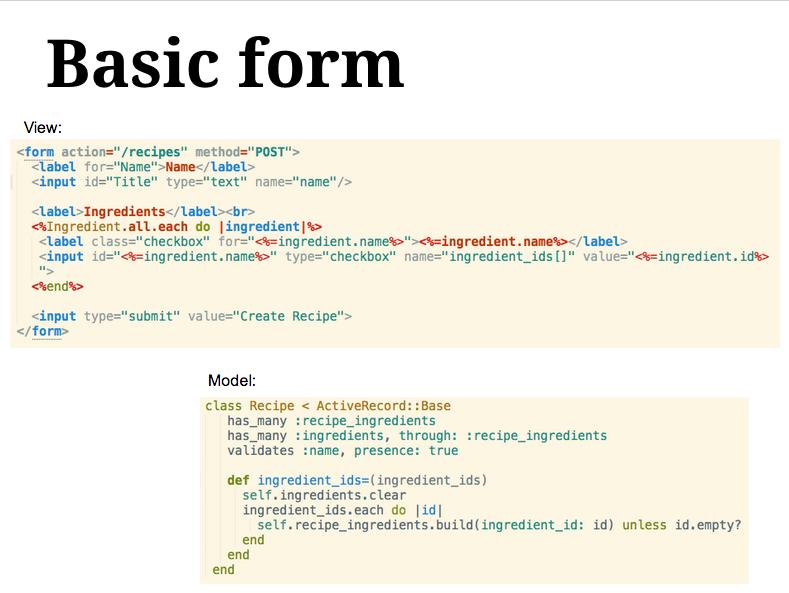 Basic form
View:
<form action="/recipes" method="POST">
<label for="Name">Name</label>
<input id="Title" type="text" name="name"/>
<label>Ingredients</label><br>
<%Ingredient.all.each do |ingredient|%>
<label class="checkbox" for="<%=ingredient.name%>"><%=ingredient.name%></label>
<input id="<%=ingredient.name%>" type="checkbox" name="ingredient_ids[]" value="<%=ingredient.id%>
">
<%end%>
<input type="submit" value="Create Recipe">
</form>
Model:
class Recipe < ActiveRecord::Base
has_many :recipe_ingredients
has_many :ingredients, through: :recipe_ingredients
validates :name, presence: true
def ingredient_ids=(ingredient_ids)
self.ingredients.clear
ingredient_ids.each do |id|
self.recipe_ingredients.build(ingredient_id: id) unless id.empty?
end
end
end